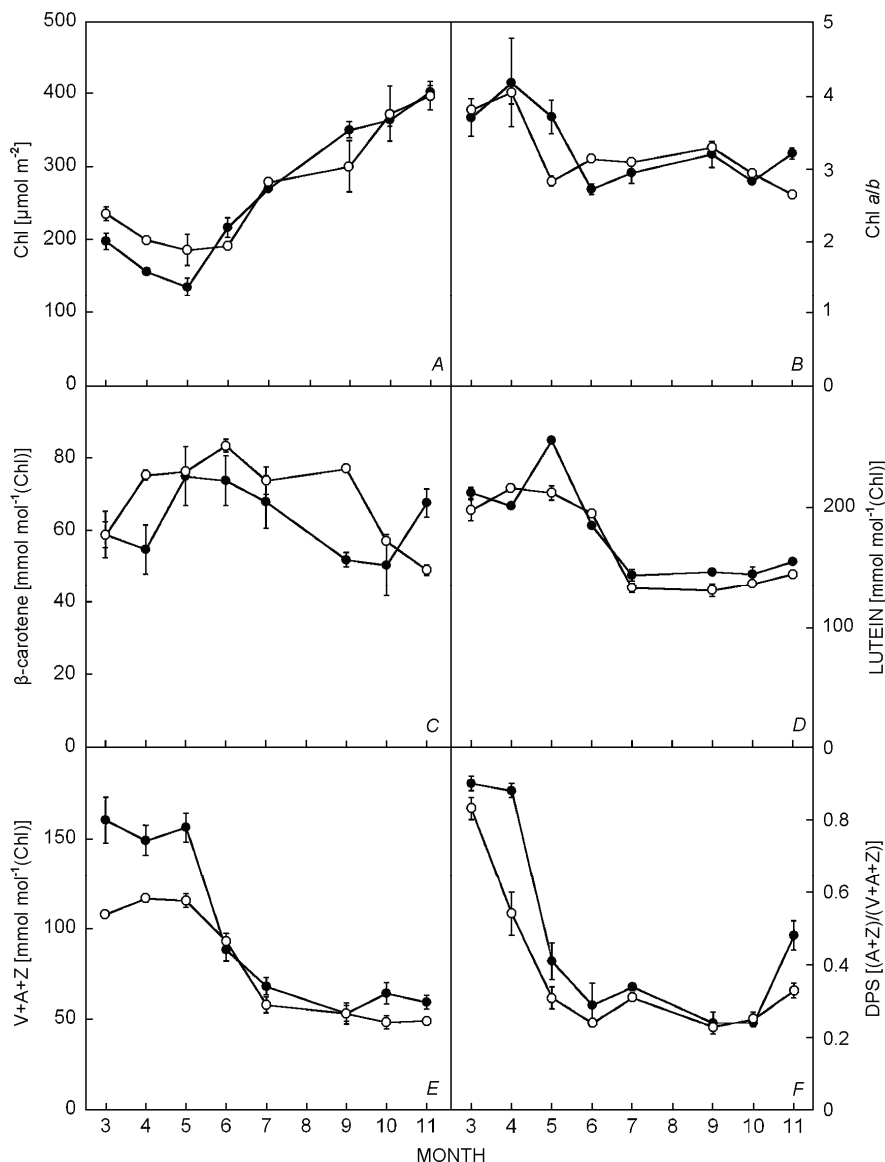 500
400
300
200
100
0
Chl [µmol m⁻²]
A
5
4
3
2
1
0
Chl a/b
B
80
60
40
20
0
β-carotene [mmol mol⁻¹(Chl)]
C
200
100
0
LUTEIN [mmol mol⁻¹(Chl)]
D
150
100
50
0
V+A+Z [mmol mol⁻¹(Chl)]
E
0.8
0.6
0.4
0.2
0
DPS [(A+Z)/(V+A+Z)]
F
3 4 5 6 7 8 9 10 11
3 4 5 6 7 8 9 10 11
MONTH